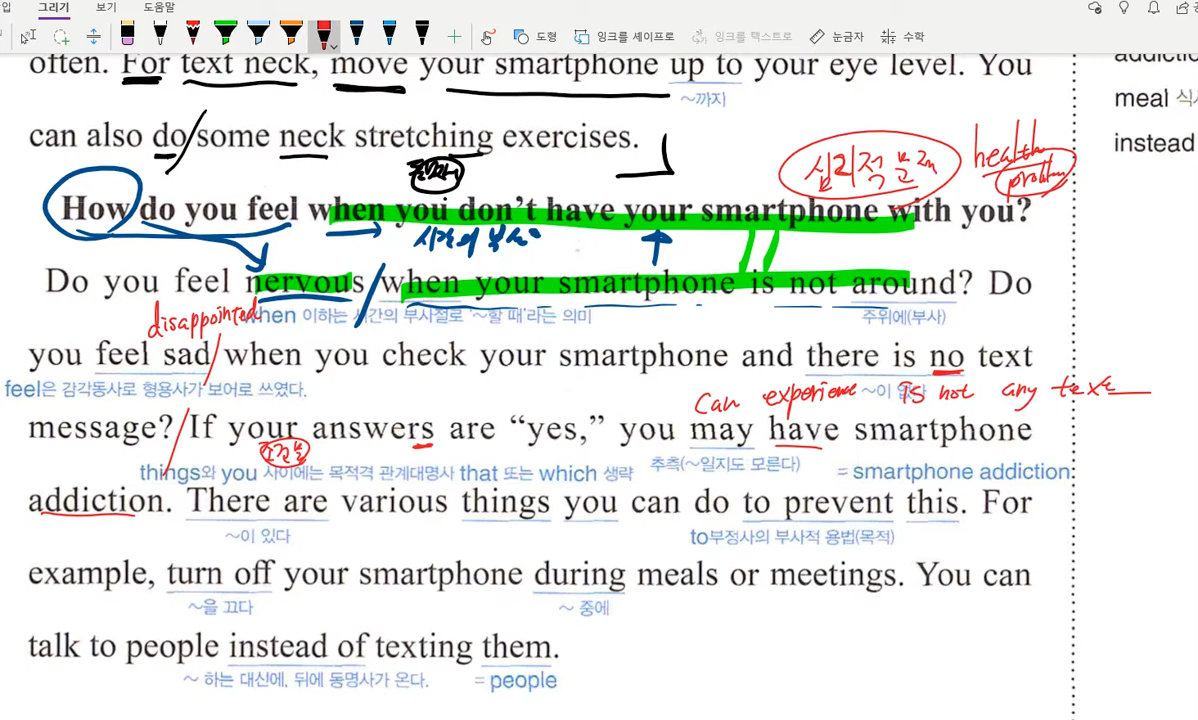 그리기 보기 도움말
도형 잉크를 셰이프로 잉크를 텍스트로 눈금자 수학
often. For text neck, move your smartphone up to your eye level. You
~까지
meal
can also do some neck stretching exercises.
instead
심리적 문제 health
problem
How do you feel when you don't have your smartphone with you?
Do you feel nervous / when your smartphone is not around? Do
disappointed when 이하는 시간의 부사절로 '~할 때'라는 의미 주위에(부사)
you feel sad / when you check your smartphone and there is no text
feel은 감각동사로 형용사가 보어로 쓰였다. ~이 없다
can experience is not any text
message? / If your answers are “yes,” you may have smartphone
조건절
things와 you 사이에는 목적격 관계대명사 that 또는 which 생략 추측(~일지도 모른다) = smartphone addiction
addiction. There are various things you can do to prevent this. For
~이 있다 to부정사의 부사적 용법(목적)
example, turn off your smartphone during meals or meetings. You can
~을 끄다 ~ 중에
talk to people instead of texting them.
~ 하는 대신에, 뒤에 동명사가 온다. = people